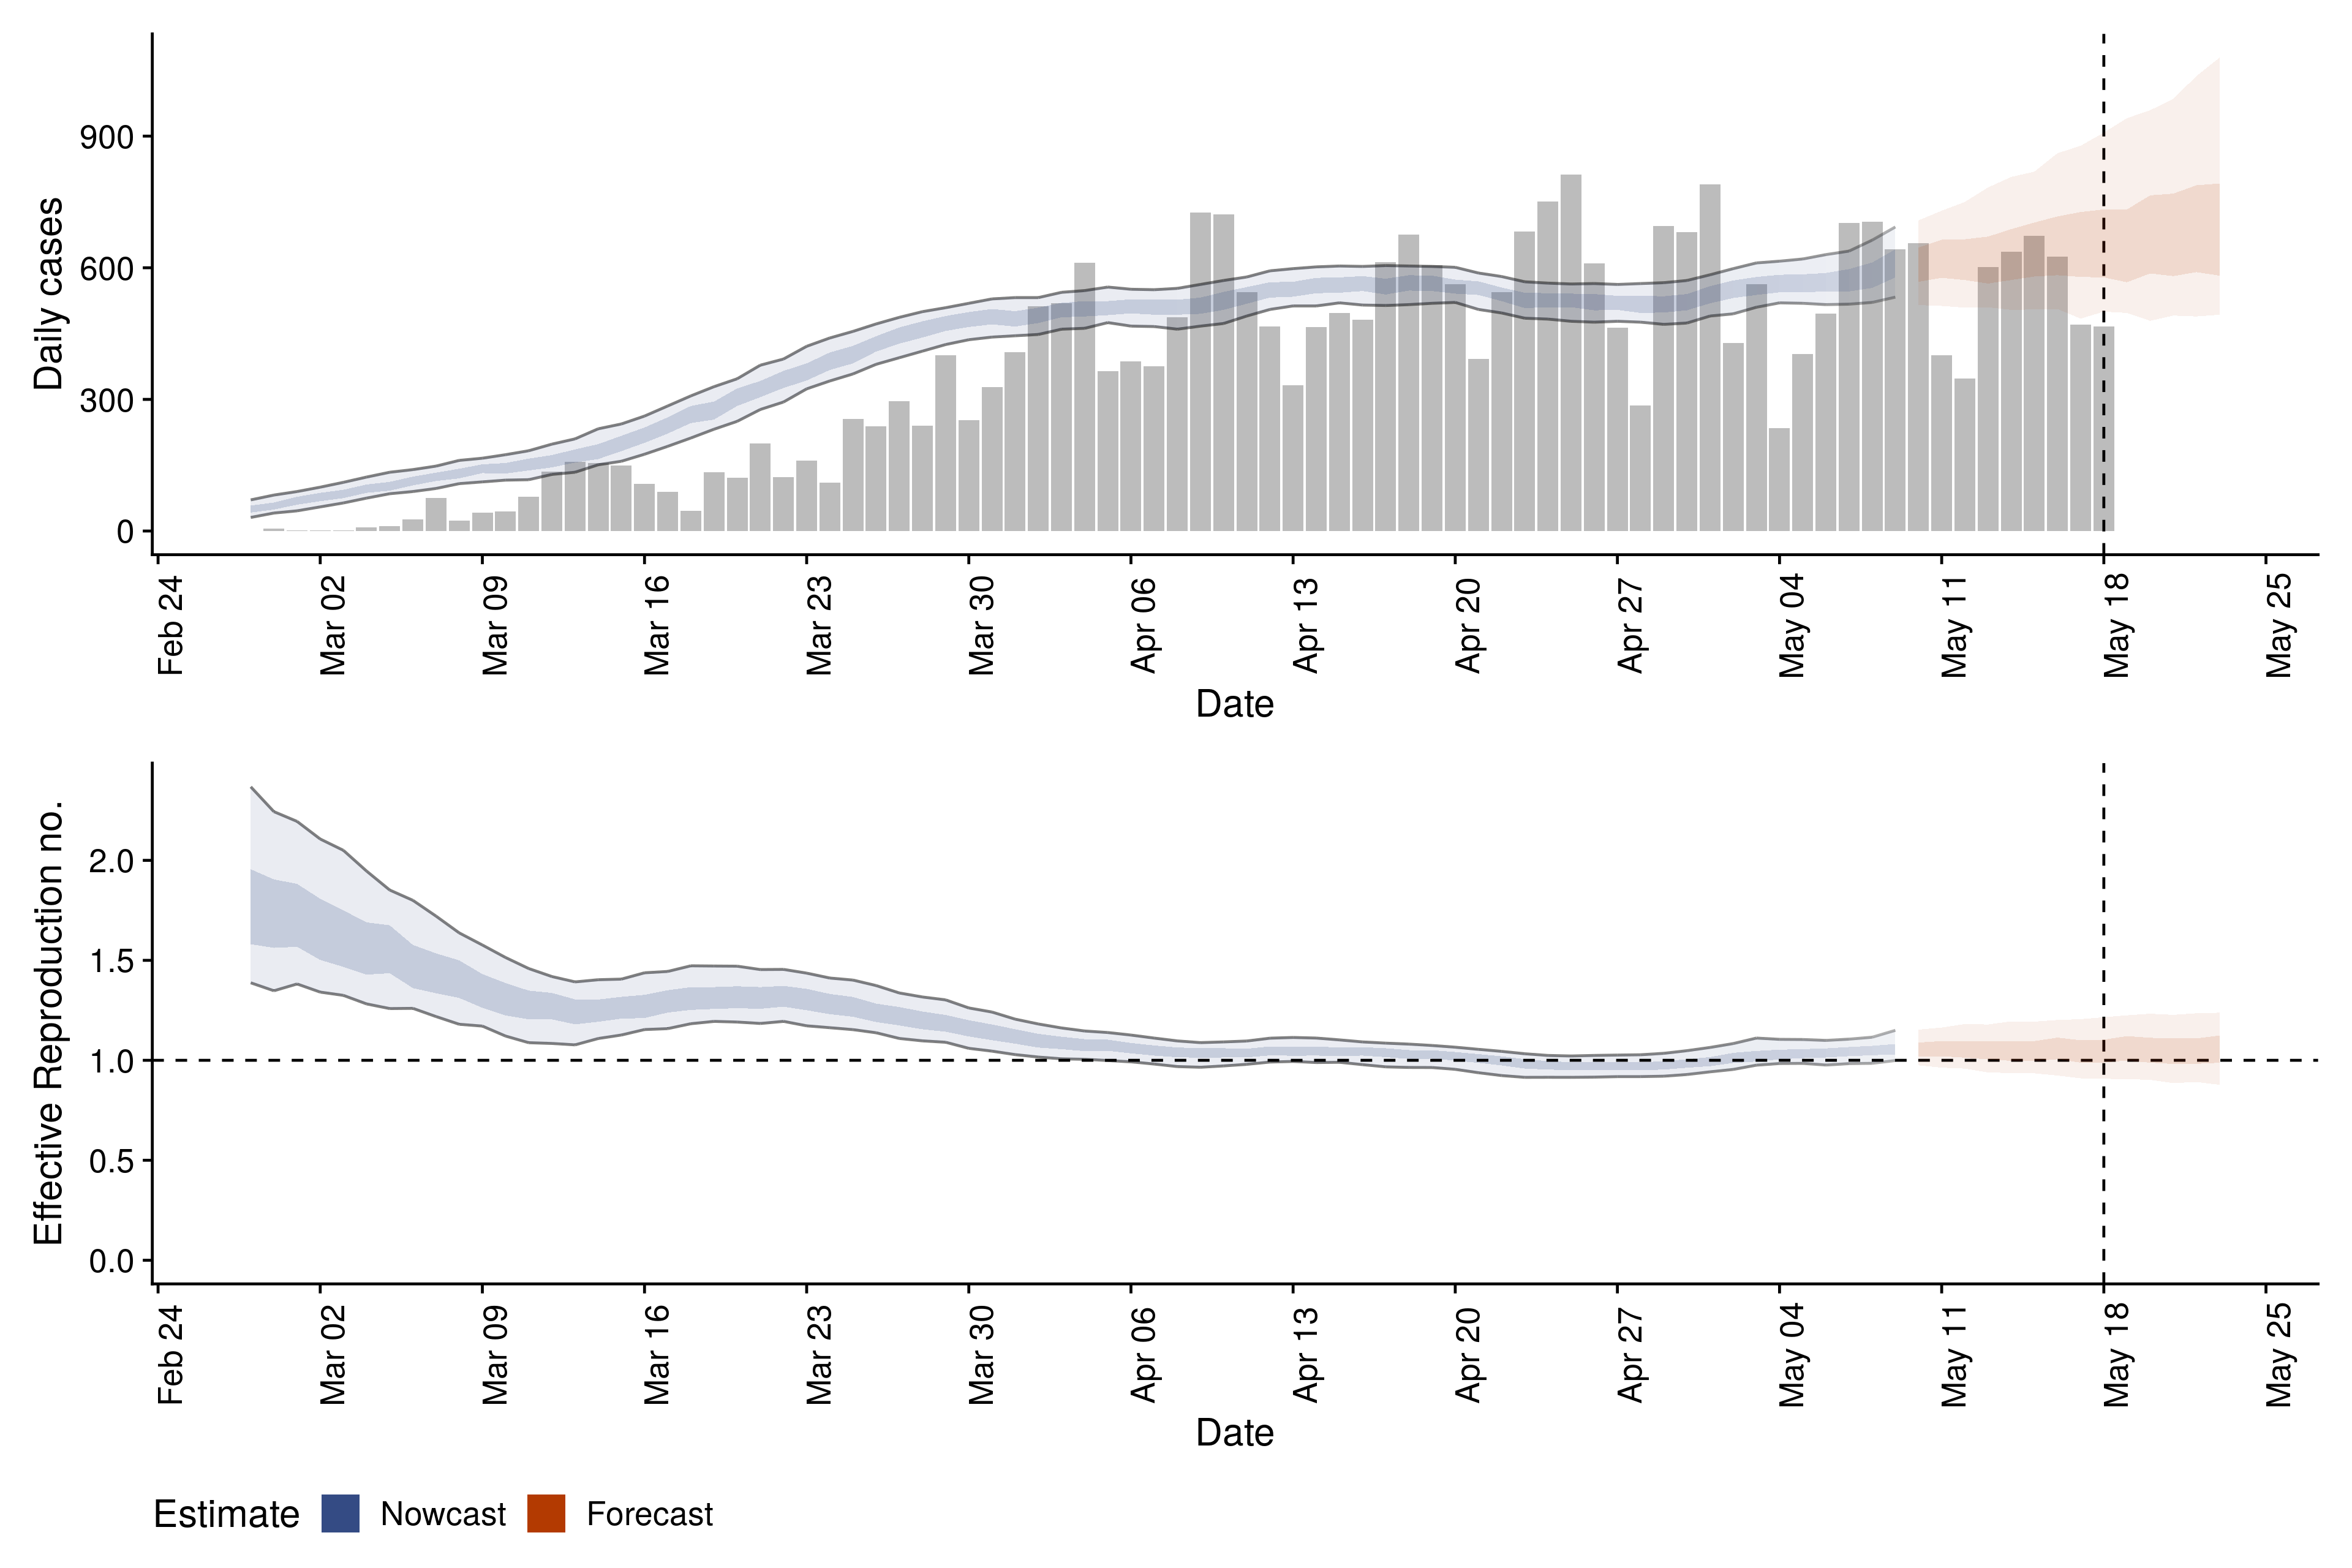 Daily cases
900
600
300
0
Feb 24
Mar 02
Mar 09
Mar 16
Mar 23
Mar 30
Apr 06
Apr 13
Apr 20
Apr 27
May 04
May 11
May 18
May 25
Date
Effective Reproduction no.
2.0
1.5
1.0
0.5
0.0
Feb 24
Mar 02
Mar 09
Mar 16
Mar 23
Mar 30
Apr 06
Apr 13
Apr 20
Apr 27
May 04
May 11
May 18
May 25
Date
Estimate Nowcast Forecast